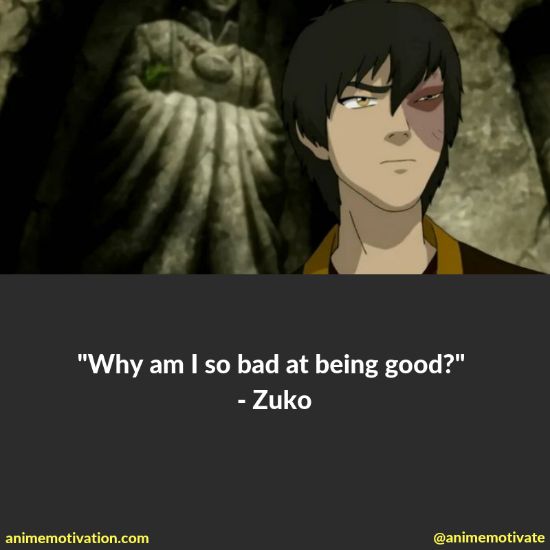 "Why am I so bad at being good?"
- Zuko
animemotivation.com
@animemotivate